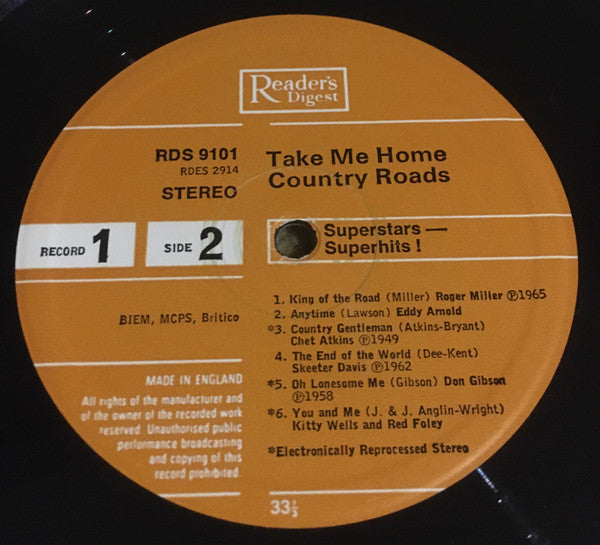 Reader's
Digest
RDS 9101
RDES 2914
STEREO
Take Me Home
Country Roads
RECORD 1
SIDE 2
Superstars —
Superhits !
BIEM, MCPS, Britico
1. King of the Road (Miller) Roger Miller ℗1965
2. Anytime (Lawson) Eddy Arnold
*3. Country Gentleman (Atkins-Bryant)
Chet Atkins ℗1949
4. The End of the World (Dee-Kent)
Skeeter Davis ℗1962
*5. Oh Lonesome Me (Gibson) Don Gibson
℗1958
*6. You and Me (J. & J. Anglin-Wright)
Kitty Wells and Red Foley
*Electronically Reprocessed Stereo
MADE IN ENGLAND
All rights of the manufacturer and
of the owner of the recorded work
reserved. Unauthorised public
performance broadcasting
and copying of this
record prohibited.
33⅓